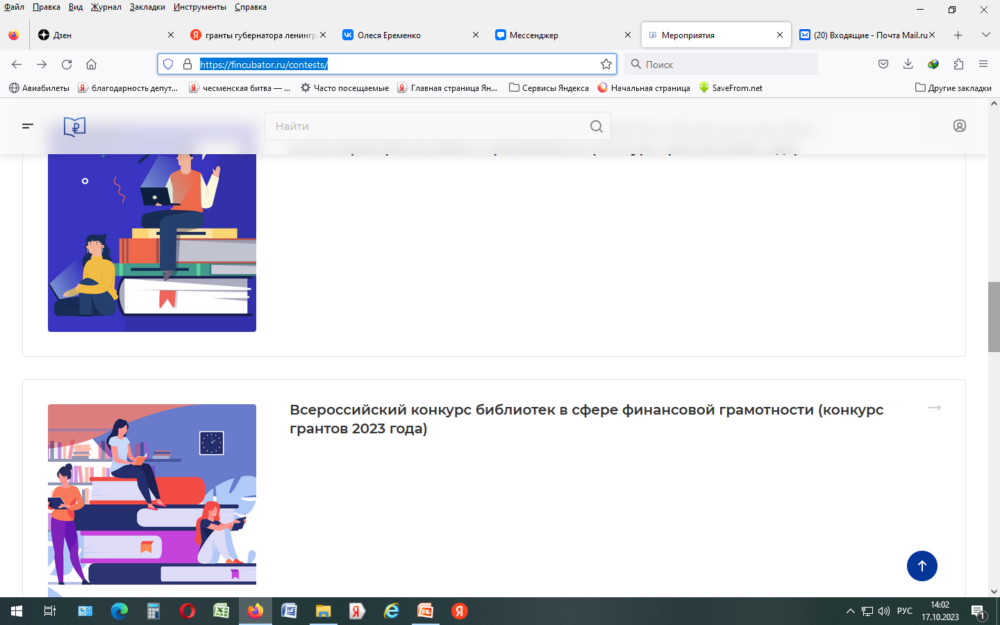 Файл Правка Вид Журнал Закладки Инструменты Справка
Дзен
гранты губернатора ленингр
Олеся Еременко
Мессенджер
Мероприятия
(20) Входящие - Почта Mail.ru
https://fincubator.ru/contests/
Поиск
Авиабилеты
благодарность депут...
чесменская битва — ...
Часто посещаемые
Главная страница Ян...
Сервисы Яндекса
Начальная страница
SaveFrom.net
Другие закладки
Найти
Всероссийский конкурс библиотек в сфере финансовой грамотности (конкурс
грантов 2023 года)
РУС
14:02
17.10.2023
1